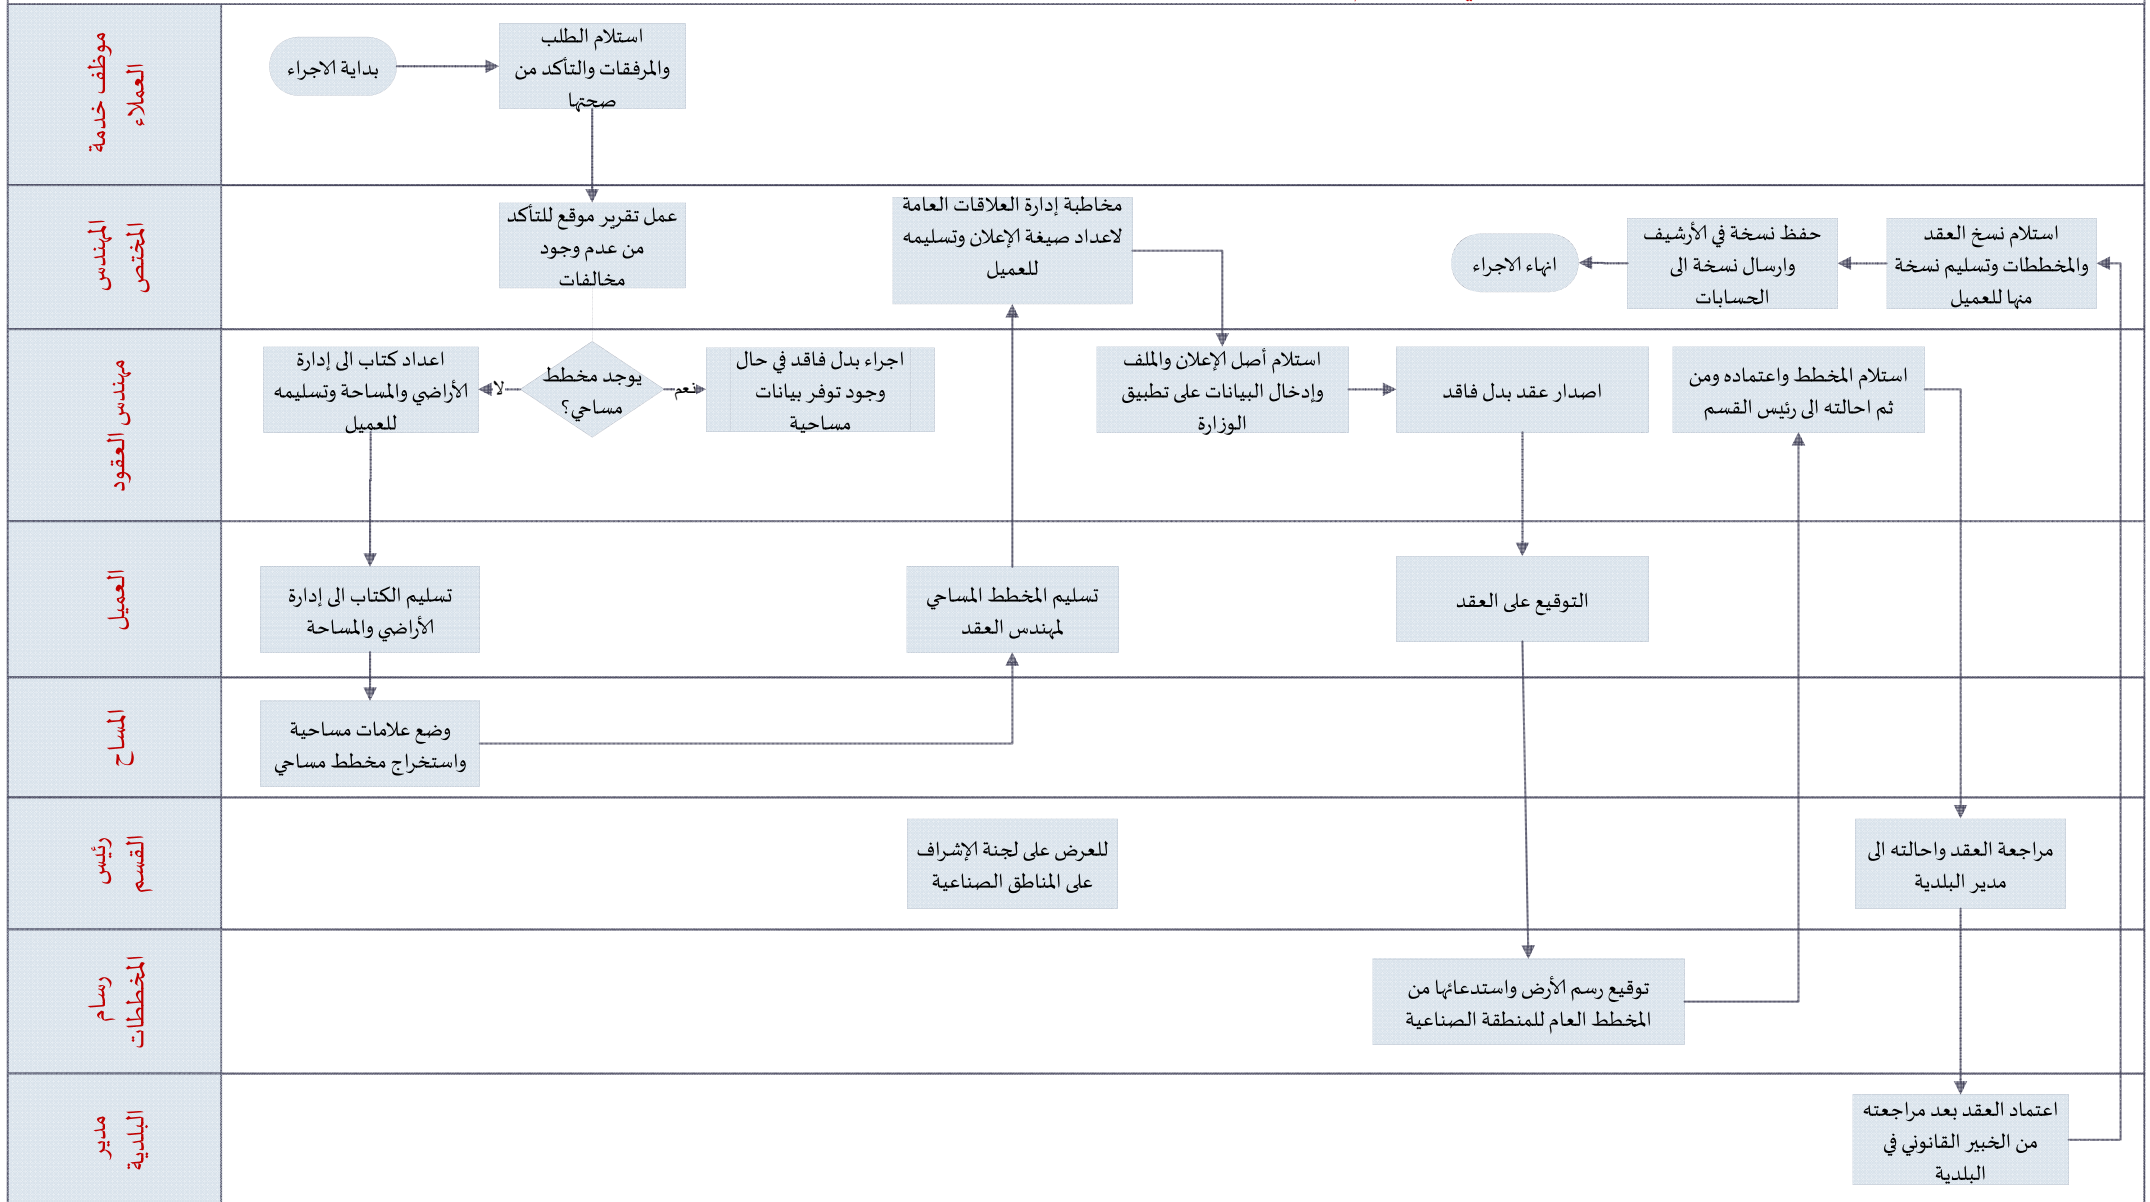 موظف خدمة
العملاء
بداية الاجراء
استلام الطلب
والمرفقات والتأكد من
صحتها
المهندس
المختص
عمل تقرير موقع للتأكد
من عدم وجود
مخالفات
مخاطبة إدارة العلاقات العامة
لاعداد صيغة الإعلان وتسليمه
للعميل
انهاء الاجراء
حفظ نسخة في الأرشيف
وارسال نسخة الى
الحسابات
استلام نسخ العقد
والمخططات وتسليم نسخة
منها للعميل
مهندس العقود
اعداد كتاب الى إدارة
الأراضي والمساحة وتسليمه
للعميل
لا
يوجد مخطط
مساحي؟
نعم
اجراء بدل فاقد في حال
وجود توفر بيانات
مساحية
استلام أصل الإعلان والملف
وإدخال البيانات على تطبيق
الوزارة
اصدار عقد بدل فاقد
استلام المخطط واعتماده ومن
ثم احالته الى رئيس القسم
العميل
تسليم الكتاب الى إدارة
الأراضي والمساحة
تسليم المخطط المساحي
لمهندس العقد
التوقيع على العقد
المساح
وضع علامات مساحية
واستخراج مخطط مساحي
رئيس
القسم
للعرض على لجنة الإشراف
على المناطق الصناعية
مراجعة العقد واحالته الى
مدير البلدية
رسام
المخططات
توقيع رسم الأرض واستدعائها من
المخطط العام للمنطقة الصناعية
مدير
البلدية
اعتماد العقد بعد مراجعته
من الخبير القانوني في
البلدية